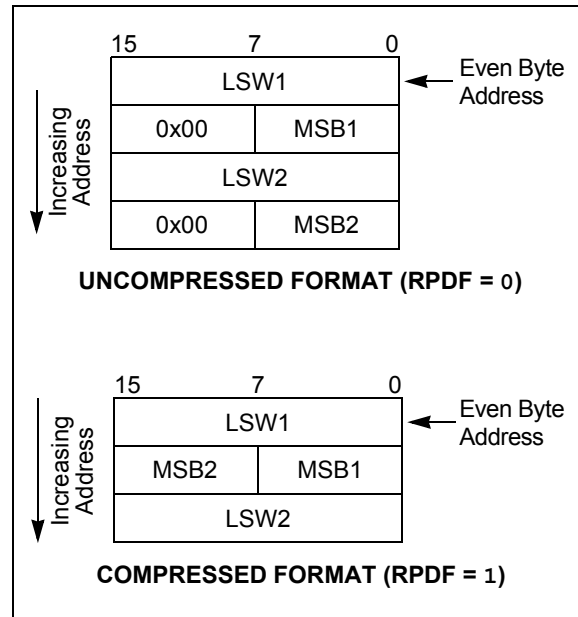 15 7 0
LSW1
Even Byte
Address
0x00 MSB1
LSW2
0x00 MSB2
Increasing
Address
UNCOMPRESSED FORMAT (RPDF = 0)
15 7 0
LSW1
Even Byte
Address
MSB2 MSB1
LSW2
Increasing
Address
COMPRESSED FORMAT (RPDF = 1)